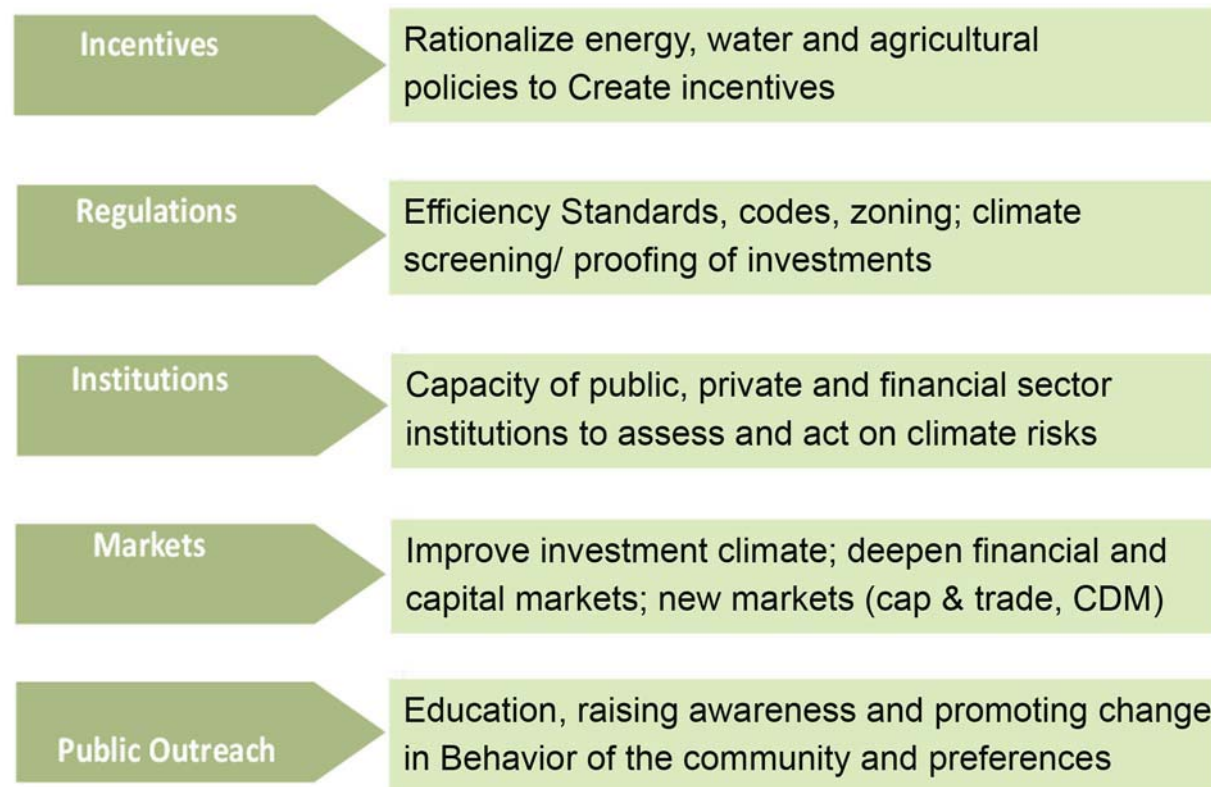 Incentives
Rationalize energy, water and agricultural
policies to Create incentives
Regulations
Efficiency Standards, codes, zoning; climate
screening/ proofing of investments
Institutions
Capacity of public, private and financial sector
institutions to assess and act on climate risks
Markets
Improve investment climate; deepen financial and
capital markets; new markets (cap & trade, CDM)
Public Outreach
Education, raising awareness and promoting change
in Behavior of the community and preferences